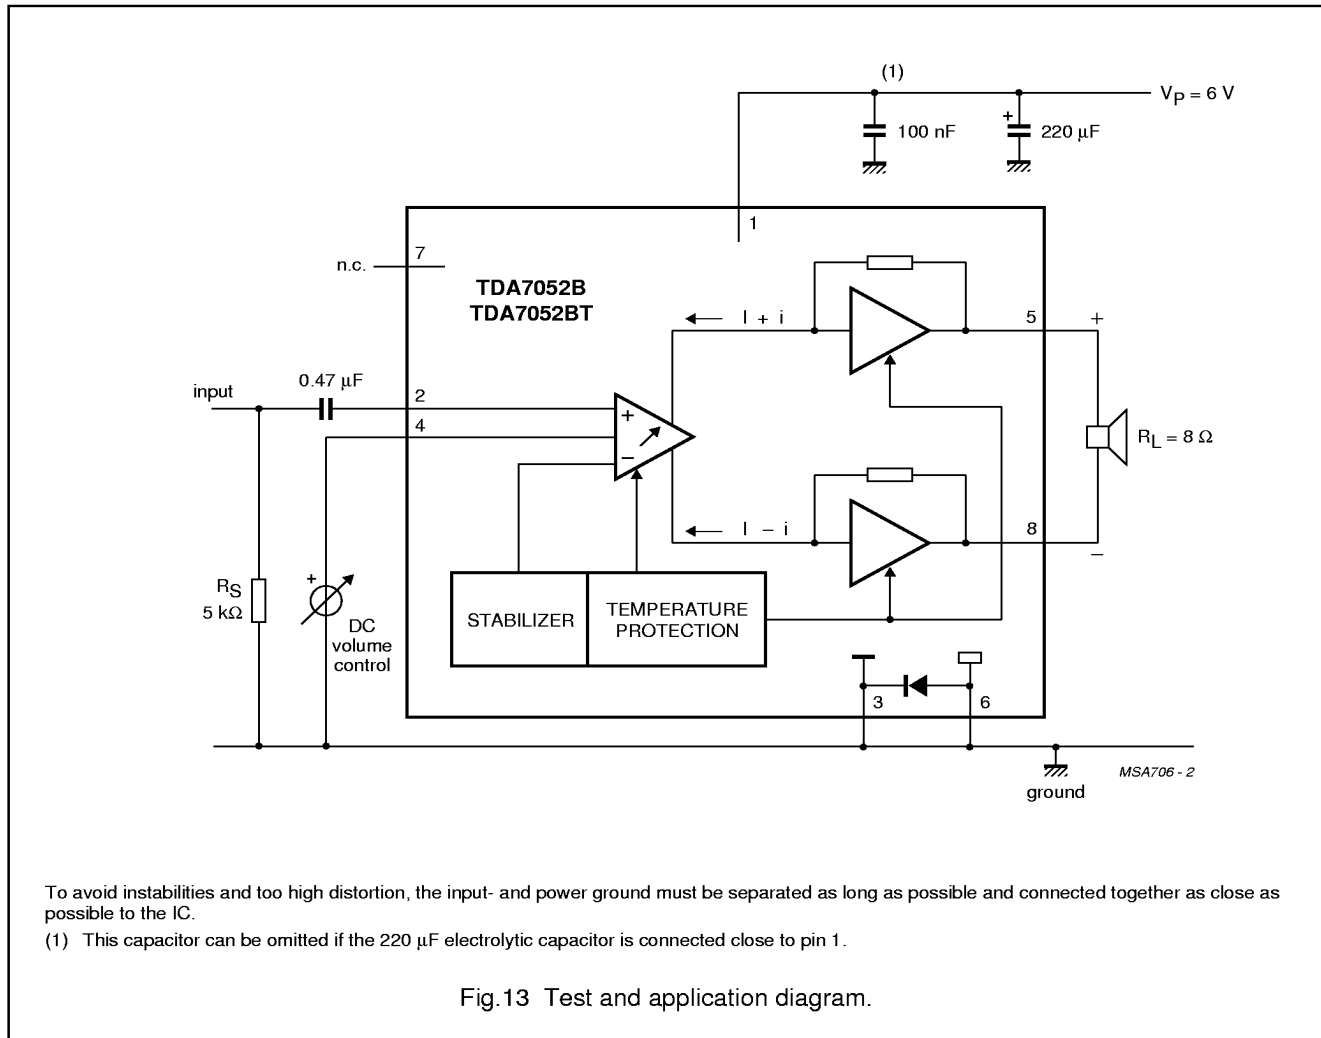 (1)
V_P = 6 V
+
100 nF
220 µF
1
7
n.c.
TDA7052B
TDA7052BT
I + i
5
+
input
0.47 µF
2
4
+
−
R_L = 8 Ω
I − i
8
−
R_S
5 kΩ
+
DC
volume
control
STABILIZER
TEMPERATURE
PROTECTION
3
6
MSA706 - 2
ground
To avoid instabilities and too high distortion, the input- and power ground must be separated as long as possible and connected together as close as
possible to the IC.
(1) This capacitor can be omitted if the 220 µF electrolytic capacitor is connected close to pin 1.
Fig.13 Test and application diagram.